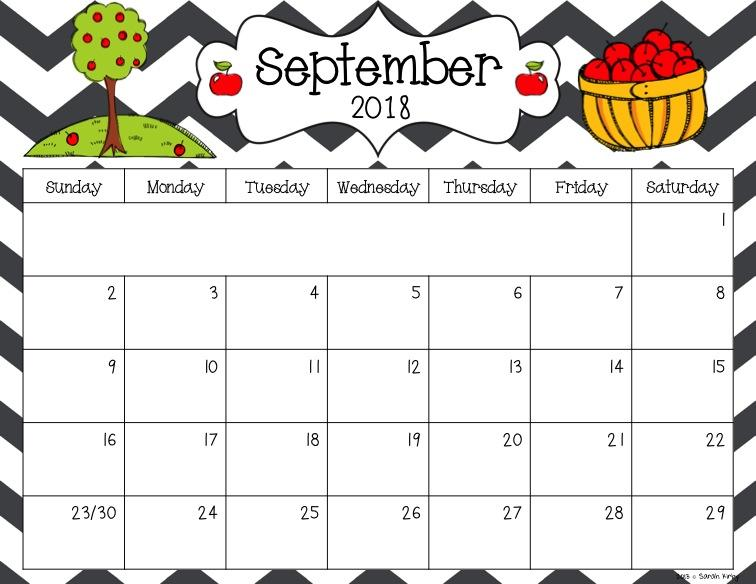 September
2018
Sunday Monday Tuesday Wednesday Thursday Friday Saturday
1
2 3 4 5 6 7 8
9 10 11 12 13 14 15
16 17 18 19 20 21 22
23/30 24 25 26 27 28 29
2013 © Sarah